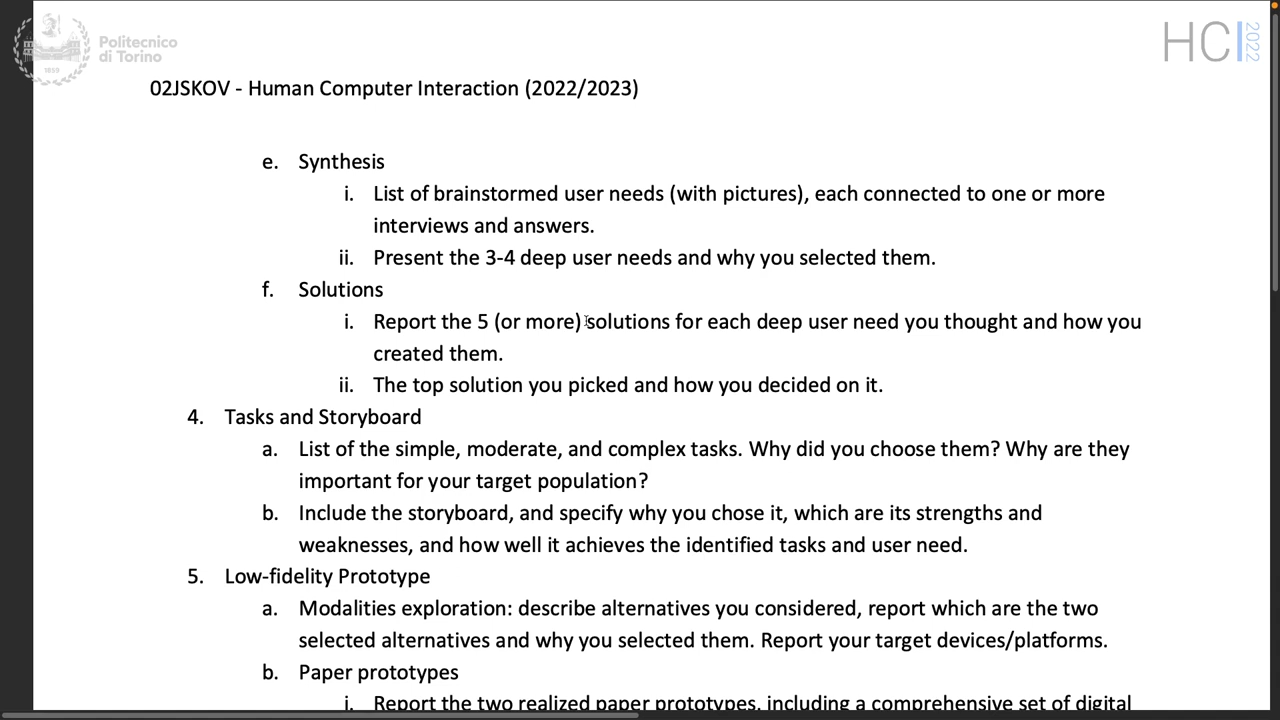 Politecnico
di Torino
1859
HCI 2022
02JSKOV - Human Computer Interaction (2022/2023)
e. Synthesis
i. List of brainstormed user needs (with pictures), each connected to one or more
interviews and answers.
ii. Present the 3-4 deep user needs and why you selected them.
f. Solutions
i. Report the 5 (or more) solutions for each deep user need you thought and how you
created them.
ii. The top solution you picked and how you decided on it.
4. Tasks and Storyboard
a. List of the simple, moderate, and complex tasks. Why did you choose them? Why are they
important for your target population?
b. Include the storyboard, and specify why you chose it, which are its strengths and
weaknesses, and how well it achieves the identified tasks and user need.
5. Low-fidelity Prototype
a. Modalities exploration: describe alternatives you considered, report which are the two
selected alternatives and why you selected them. Report your target devices/platforms.
b. Paper prototypes
i. Report the two realized paper prototypes, including a comprehensive set of digital